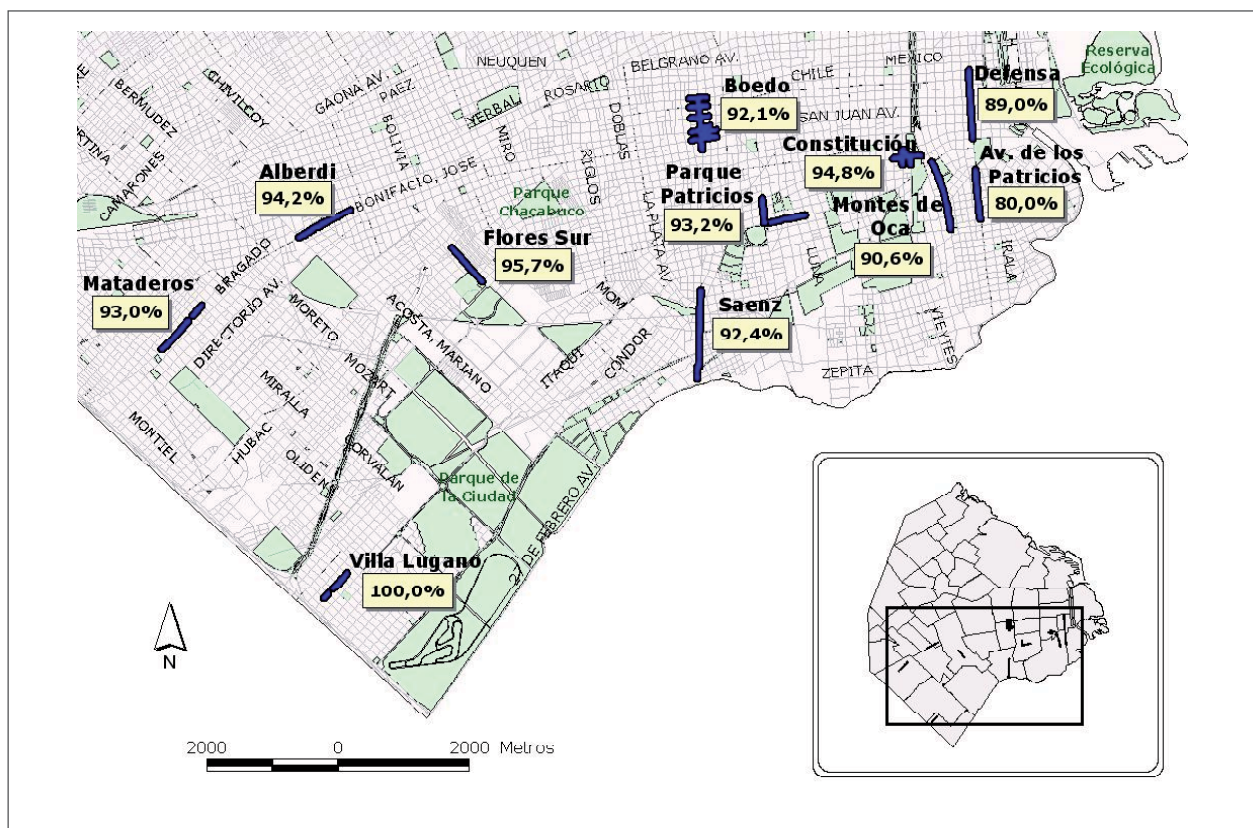 NEUQUEN
BELGRANO AV.
MEXICO
Reserva
Ecológica
CHIVILCOY
GAONA AV
PAEZ
ROSARIO
CHILE
Defensa
89,0%
BERMUDEZ
YERBAL
Boedo
92,1%
SAN JUAN AV.
DOBLAS
BOLIVIA
MIRO
RIGLOS
CAMARONES
Alberdi
94,2%
BONIFACIO, JOSE
Constitución
94,8%
Av. de los
Patricios
80,0%
Parque
Patricios
93,2%
Parque
Chacabuco
LA PLATA AV.
Montes de
Oca
90,6%
LUNA
IRALA
Flores Sur
95,7%
Mataderos
93,0%
BRAGADO
DIRECTORIO AV.
MORETO
ACOSTA, MARIANO
MOM
Saenz
92,4%
ITAQUI
CONDOR
VIEYTES
ZEPITA
MOZART
MIRALLA
HUBAC
MONTIEL
OLIDEN
CORVALAN
Parque de
la Ciudad
DE FEBRERO AV.
Villa Lugano
100,0%
N
2000 0 2000 Metros